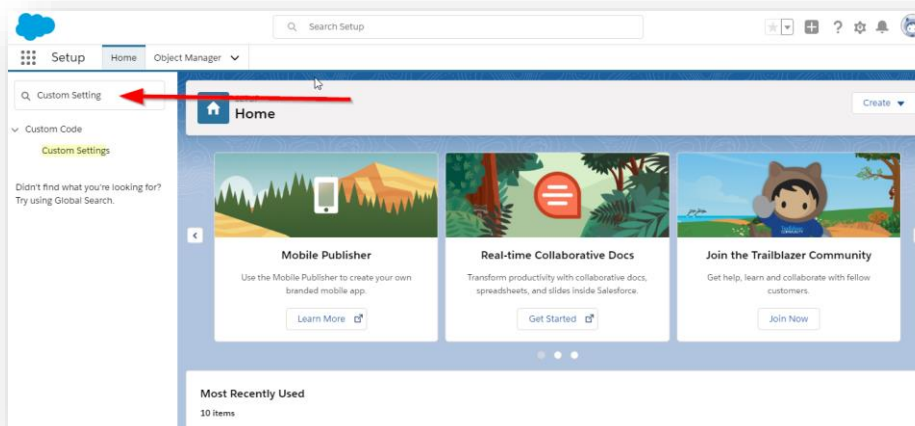 Search Setup
Setup
Home
Object Manager
Custom Setting
Custom Code
Custom Settings
Didn't find what you're looking for?
Try using Global Search.
Home
Create
Mobile Publisher
Use the Mobile Publisher to create your own
branded mobile app.
Learn More
Real-time Collaborative Docs
Transform productivity with collaborative docs,
spreadsheets, and slides inside Salesforce.
Get Started
Join the Trailblazer Community
Get help, learn and collaborate with fellow
customers.
Join Now
Most Recently Used
10 items